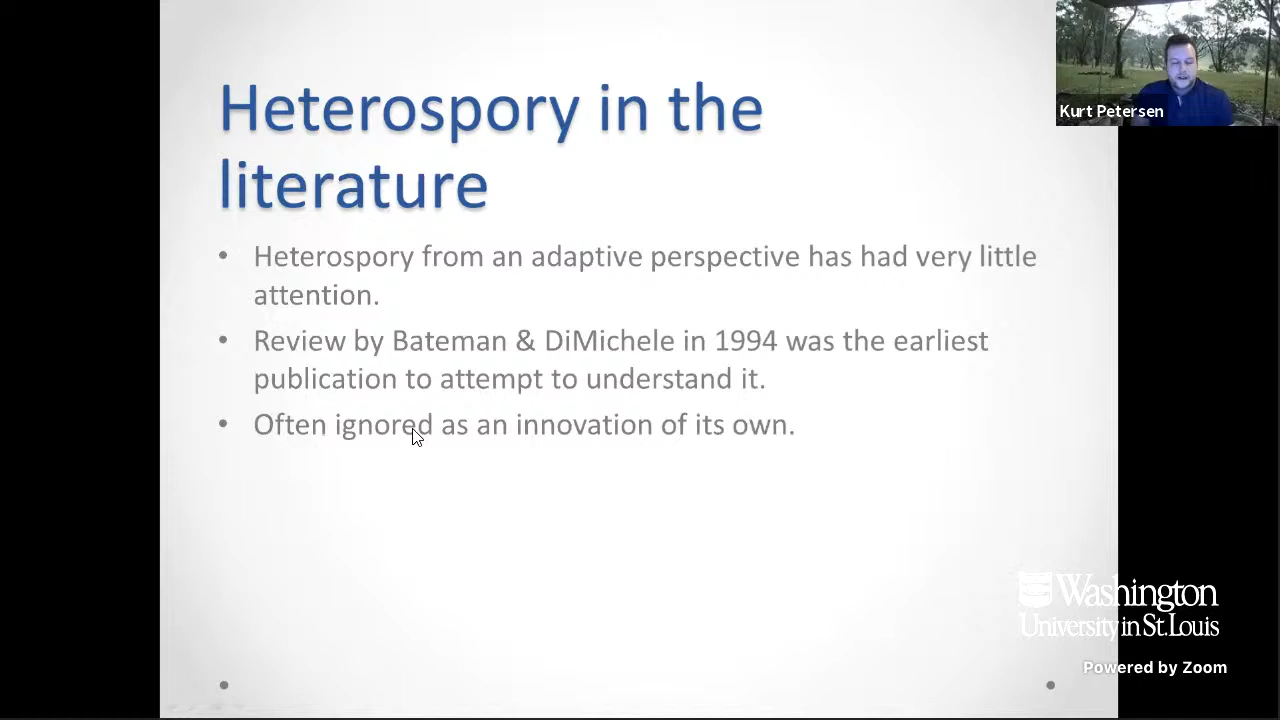 Heterospory in the
literature
• Heterospory from an adaptive perspective has had very little
attention.
• Review by Bateman & DiMichele in 1994 was the earliest
publication to attempt to understand it.
• Often ignored as an innovation of its own.
Kurt Petersen
Washington
University in St. Louis
Powered by Zoom